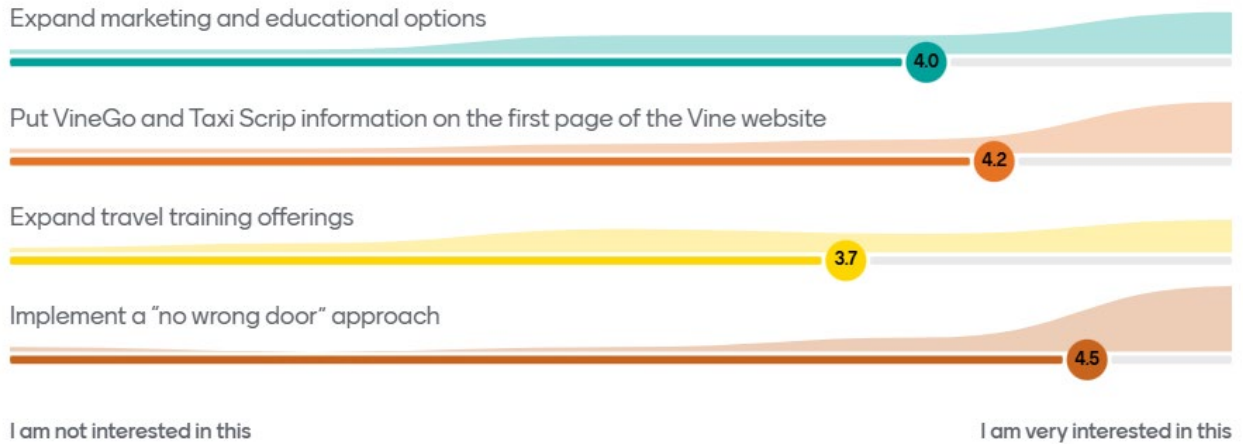 Expand marketing and educational options
4.0
Put VineGo and Taxi Scrip information on the first page of the Vine website
4.2
Expand travel training offerings
3.7
Implement a "no wrong door" approach
4.5
I am not interested in this
I am very interested in this